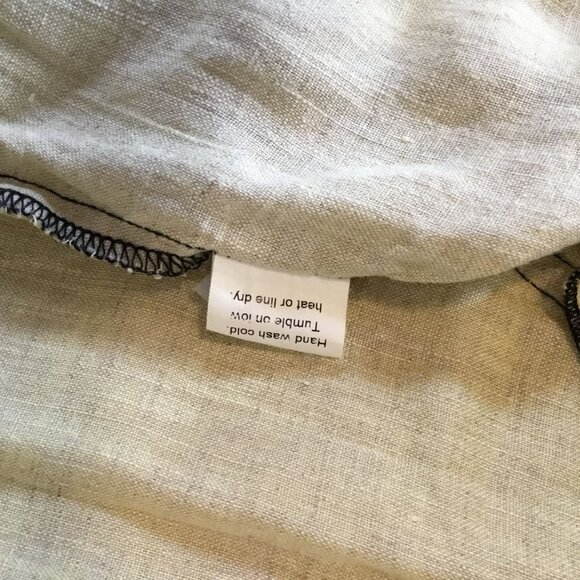 Hand wash cold.
Tumble on low
heat or line dry.